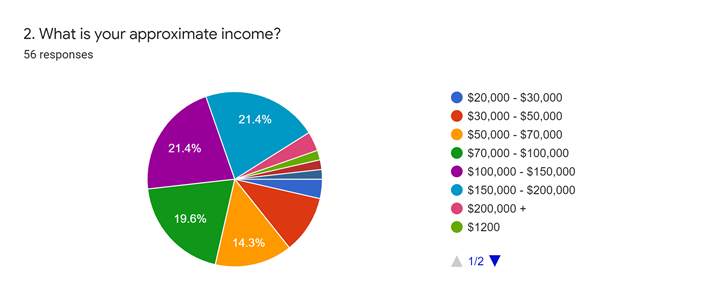 2. What is your approximate income?
56 responses
21.4%
21.4%
19.6%
14.3%
$20,000 - $30,000
$30,000 - $50,000
$50,000 - $70,000
$70,000 - $100,000
$100,000 - $150,000
$150,000 - $200,000
$200,000 +
$1200
1/2